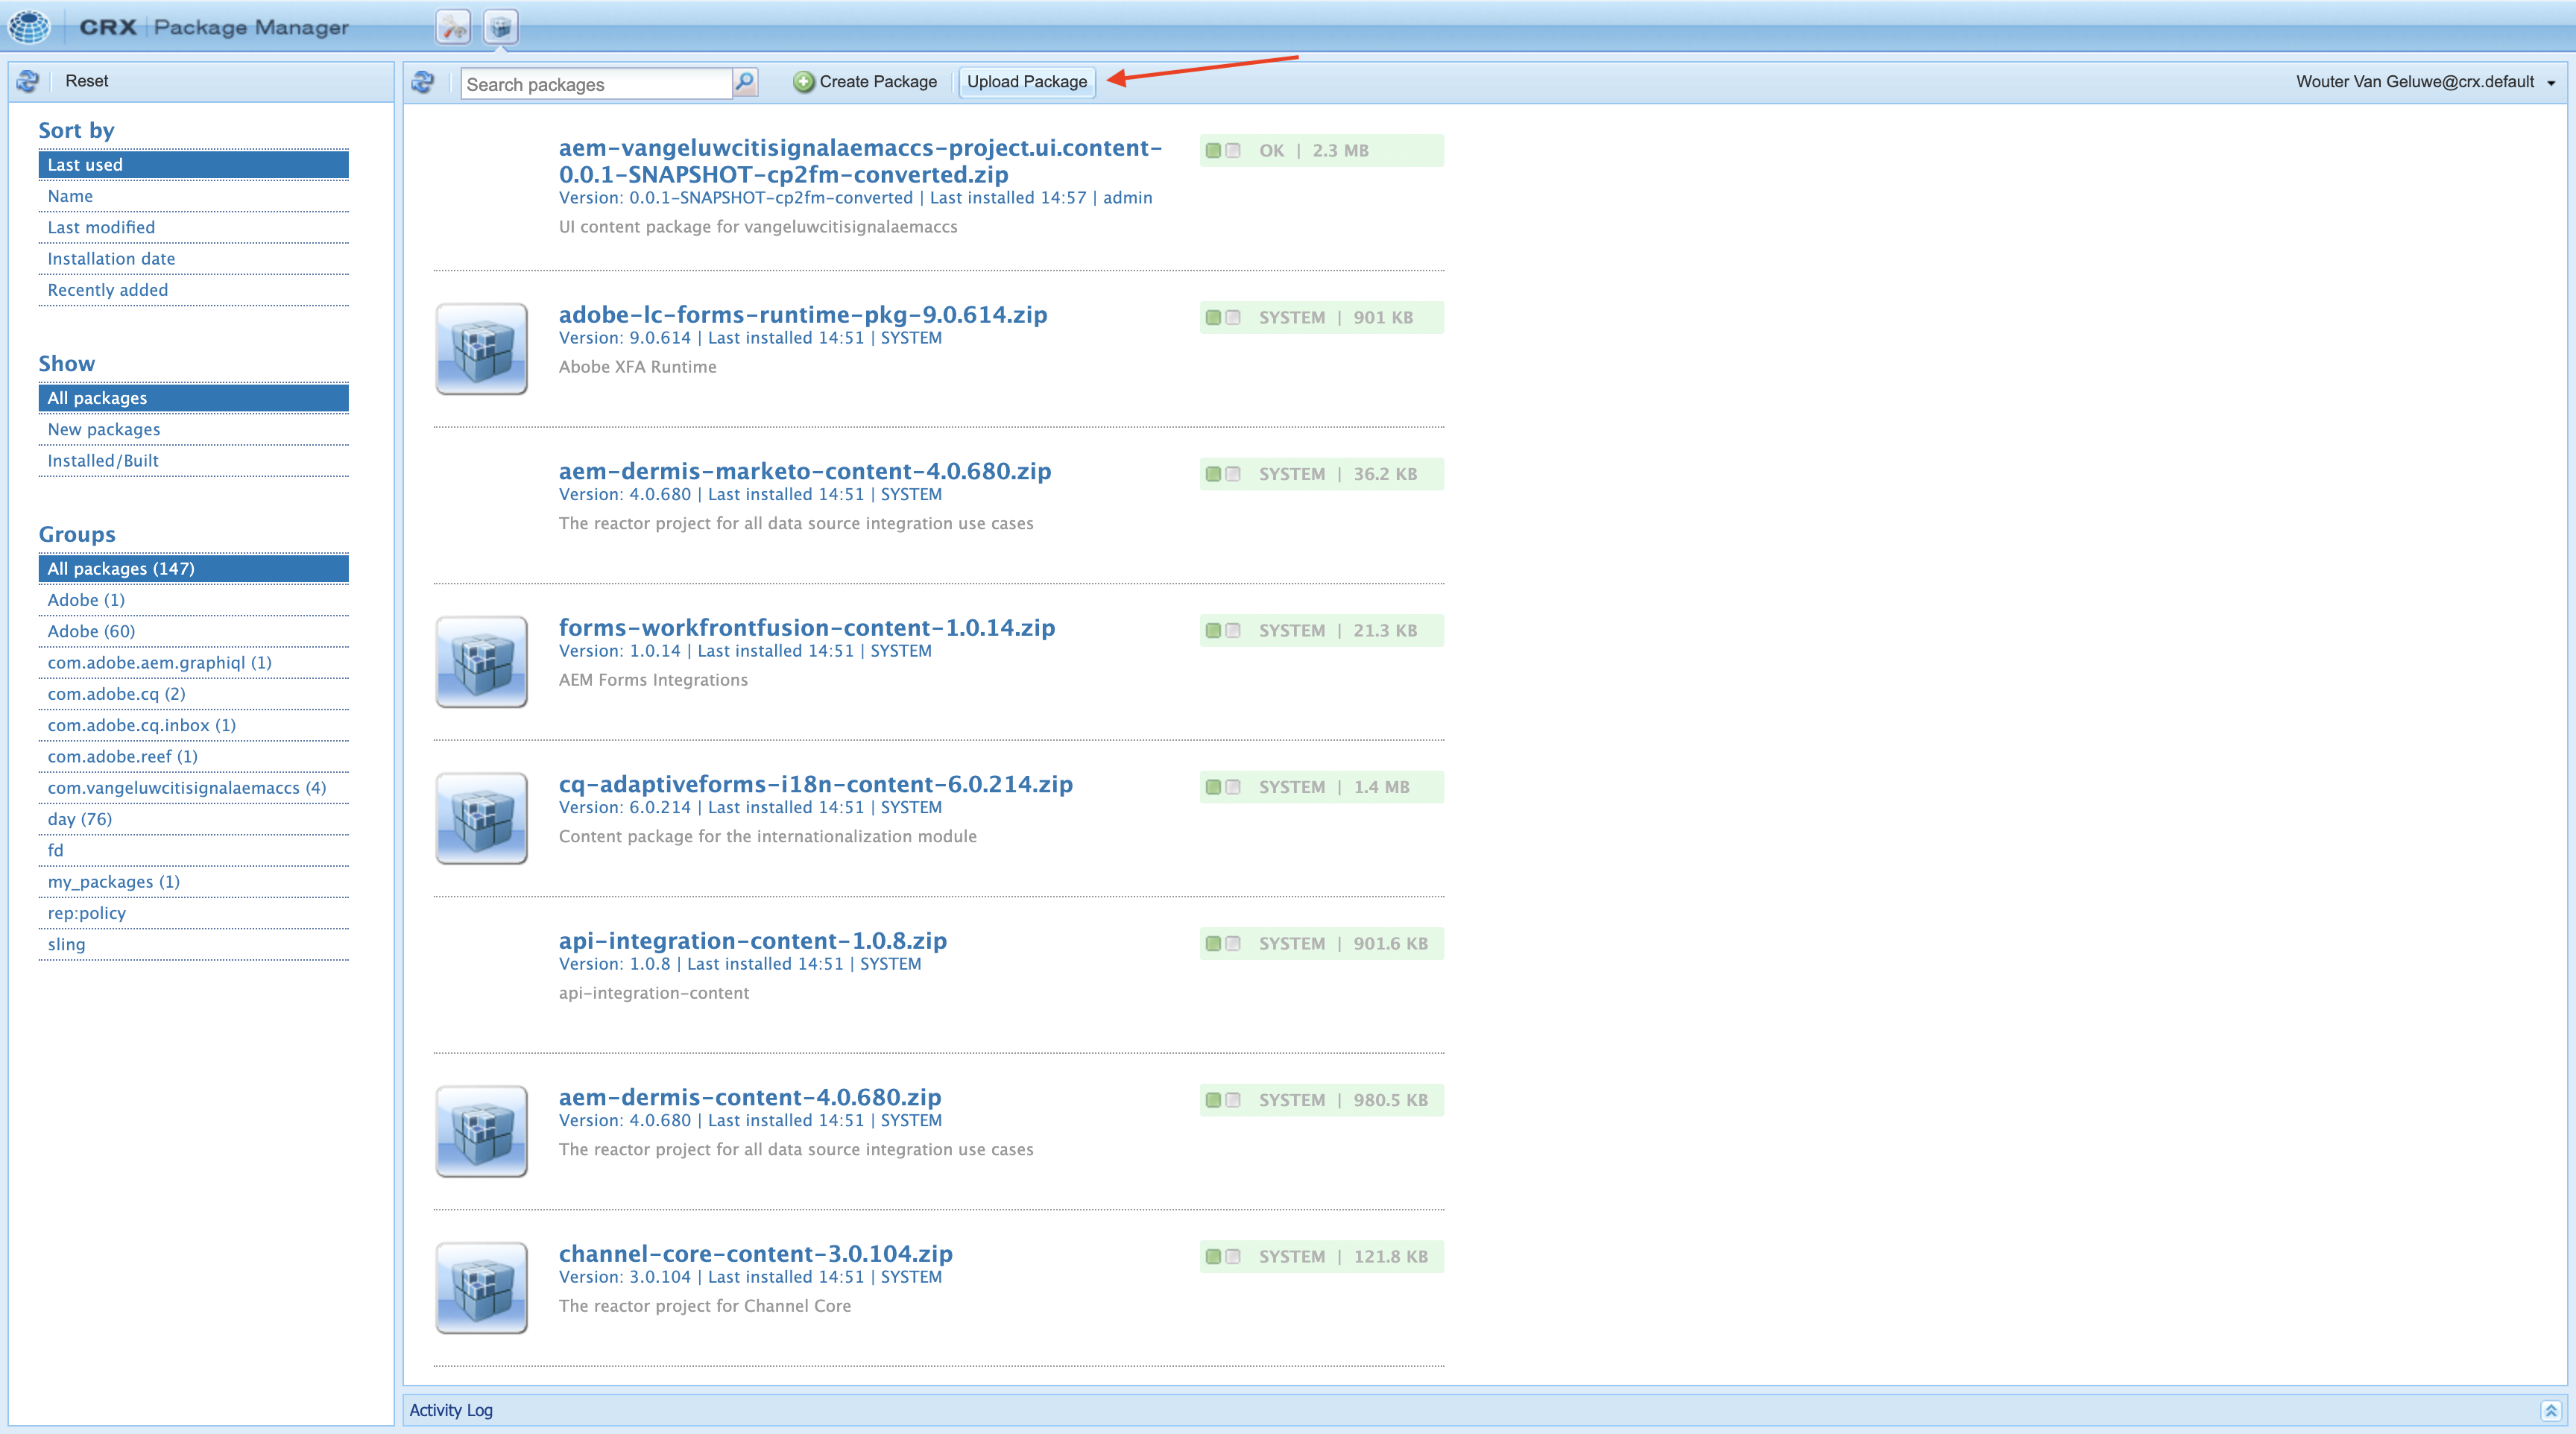 CRX | Package Manager
Reset
Search packages
Create Package
Upload Package
Wouter Van Geluwe@crx.default
Sort by
Last used
Name
Last modified
Installation date
Recently added
Show
All packages
New packages
Installed/Built
Groups
All packages (147)
Adobe (1)
Adobe (60)
com.adobe.aem.graphiql (1)
com.adobe.cq (2)
com.adobe.cq.inbox (1)
com.adobe.reef (1)
com.vangeluwcitisignalaemaccs (4)
day (76)
fd
my_packages (1)
rep:policy
sling
aem-vangeluwcitisignalaemaccs-project.ui.content-
0.0.1-SNAPSHOT-cp2fm-converted.zip
OK | 2.3 MB
Version: 0.0.1-SNAPSHOT-cp2fm-converted | Last installed 14:57 | admin
UI content package for vangeluwcitisignalaemaccs
adobe-lc-forms-runtime-pkg-9.0.614.zip
SYSTEM | 901 KB
Version: 9.0.614 | Last installed 14:51 | SYSTEM
Abobe XFA Runtime
aem-dermis-marketo-content-4.0.680.zip
SYSTEM | 36.2 KB
Version: 4.0.680 | Last installed 14:51 | SYSTEM
The reactor project for all data source integration use cases
forms-workfrontfusion-content-1.0.14.zip
SYSTEM | 21.3 KB
Version: 1.0.14 | Last installed 14:51 | SYSTEM
AEM Forms Integrations
cq-adaptiveforms-i18n-content-6.0.214.zip
SYSTEM | 1.4 MB
Version: 6.0.214 | Last installed 14:51 | SYSTEM
Content package for the internationalization module
api-integration-content-1.0.8.zip
SYSTEM | 901.6 KB
Version: 1.0.8 | Last installed 14:51 | SYSTEM
api-integration-content
aem-dermis-content-4.0.680.zip
SYSTEM | 980.5 KB
Version: 4.0.680 | Last installed 14:51 | SYSTEM
The reactor project for all data source integration use cases
channel-core-content-3.0.104.zip
SYSTEM | 121.8 KB
Version: 3.0.104 | Last installed 14:51 | SYSTEM
The reactor project for Channel Core
Activity Log